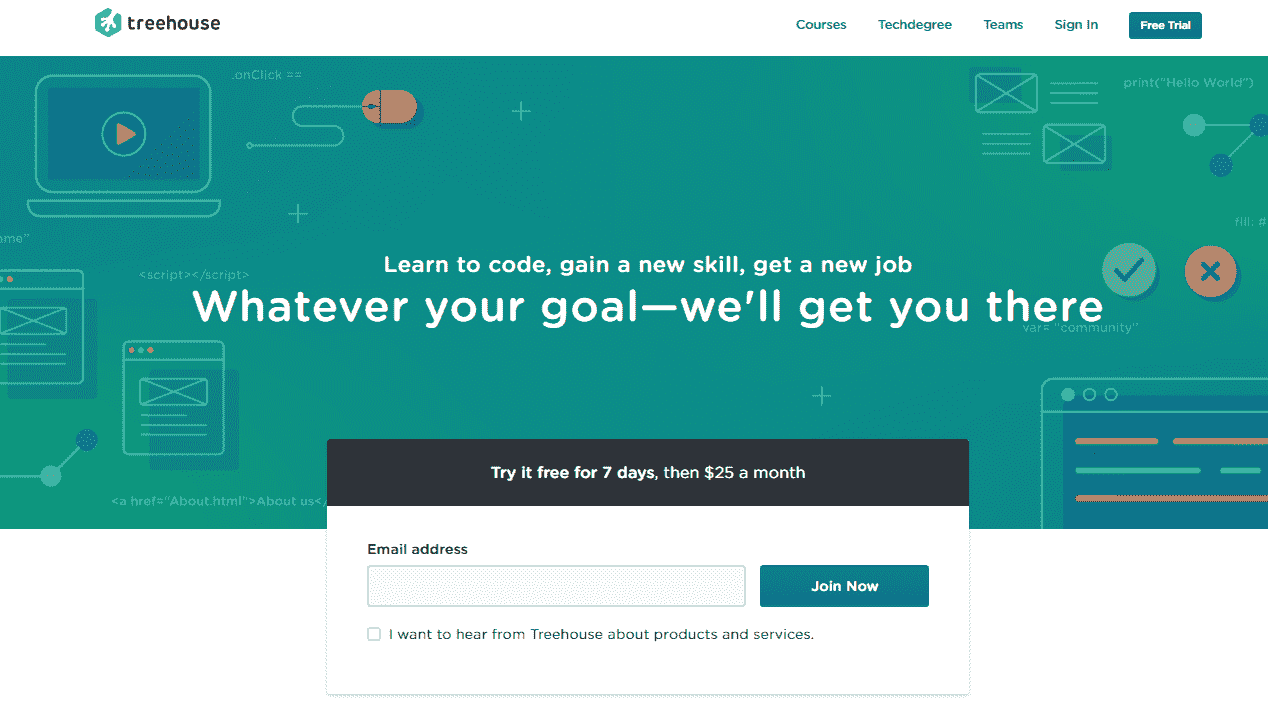 treehouse
Courses
Techdegree
Teams
Sign In
Free Trial
.onClick ==
print("Hello World")
ame"
fill: #
<script></script>
Learn to code, gain a new skill, get a new job
Whatever your goal—we'll get you there
var= "community"
<a href="About.html">About us</
Try it free for 7 days, then $25 a month
Email address
Join Now
I want to hear from Treehouse about products and services.